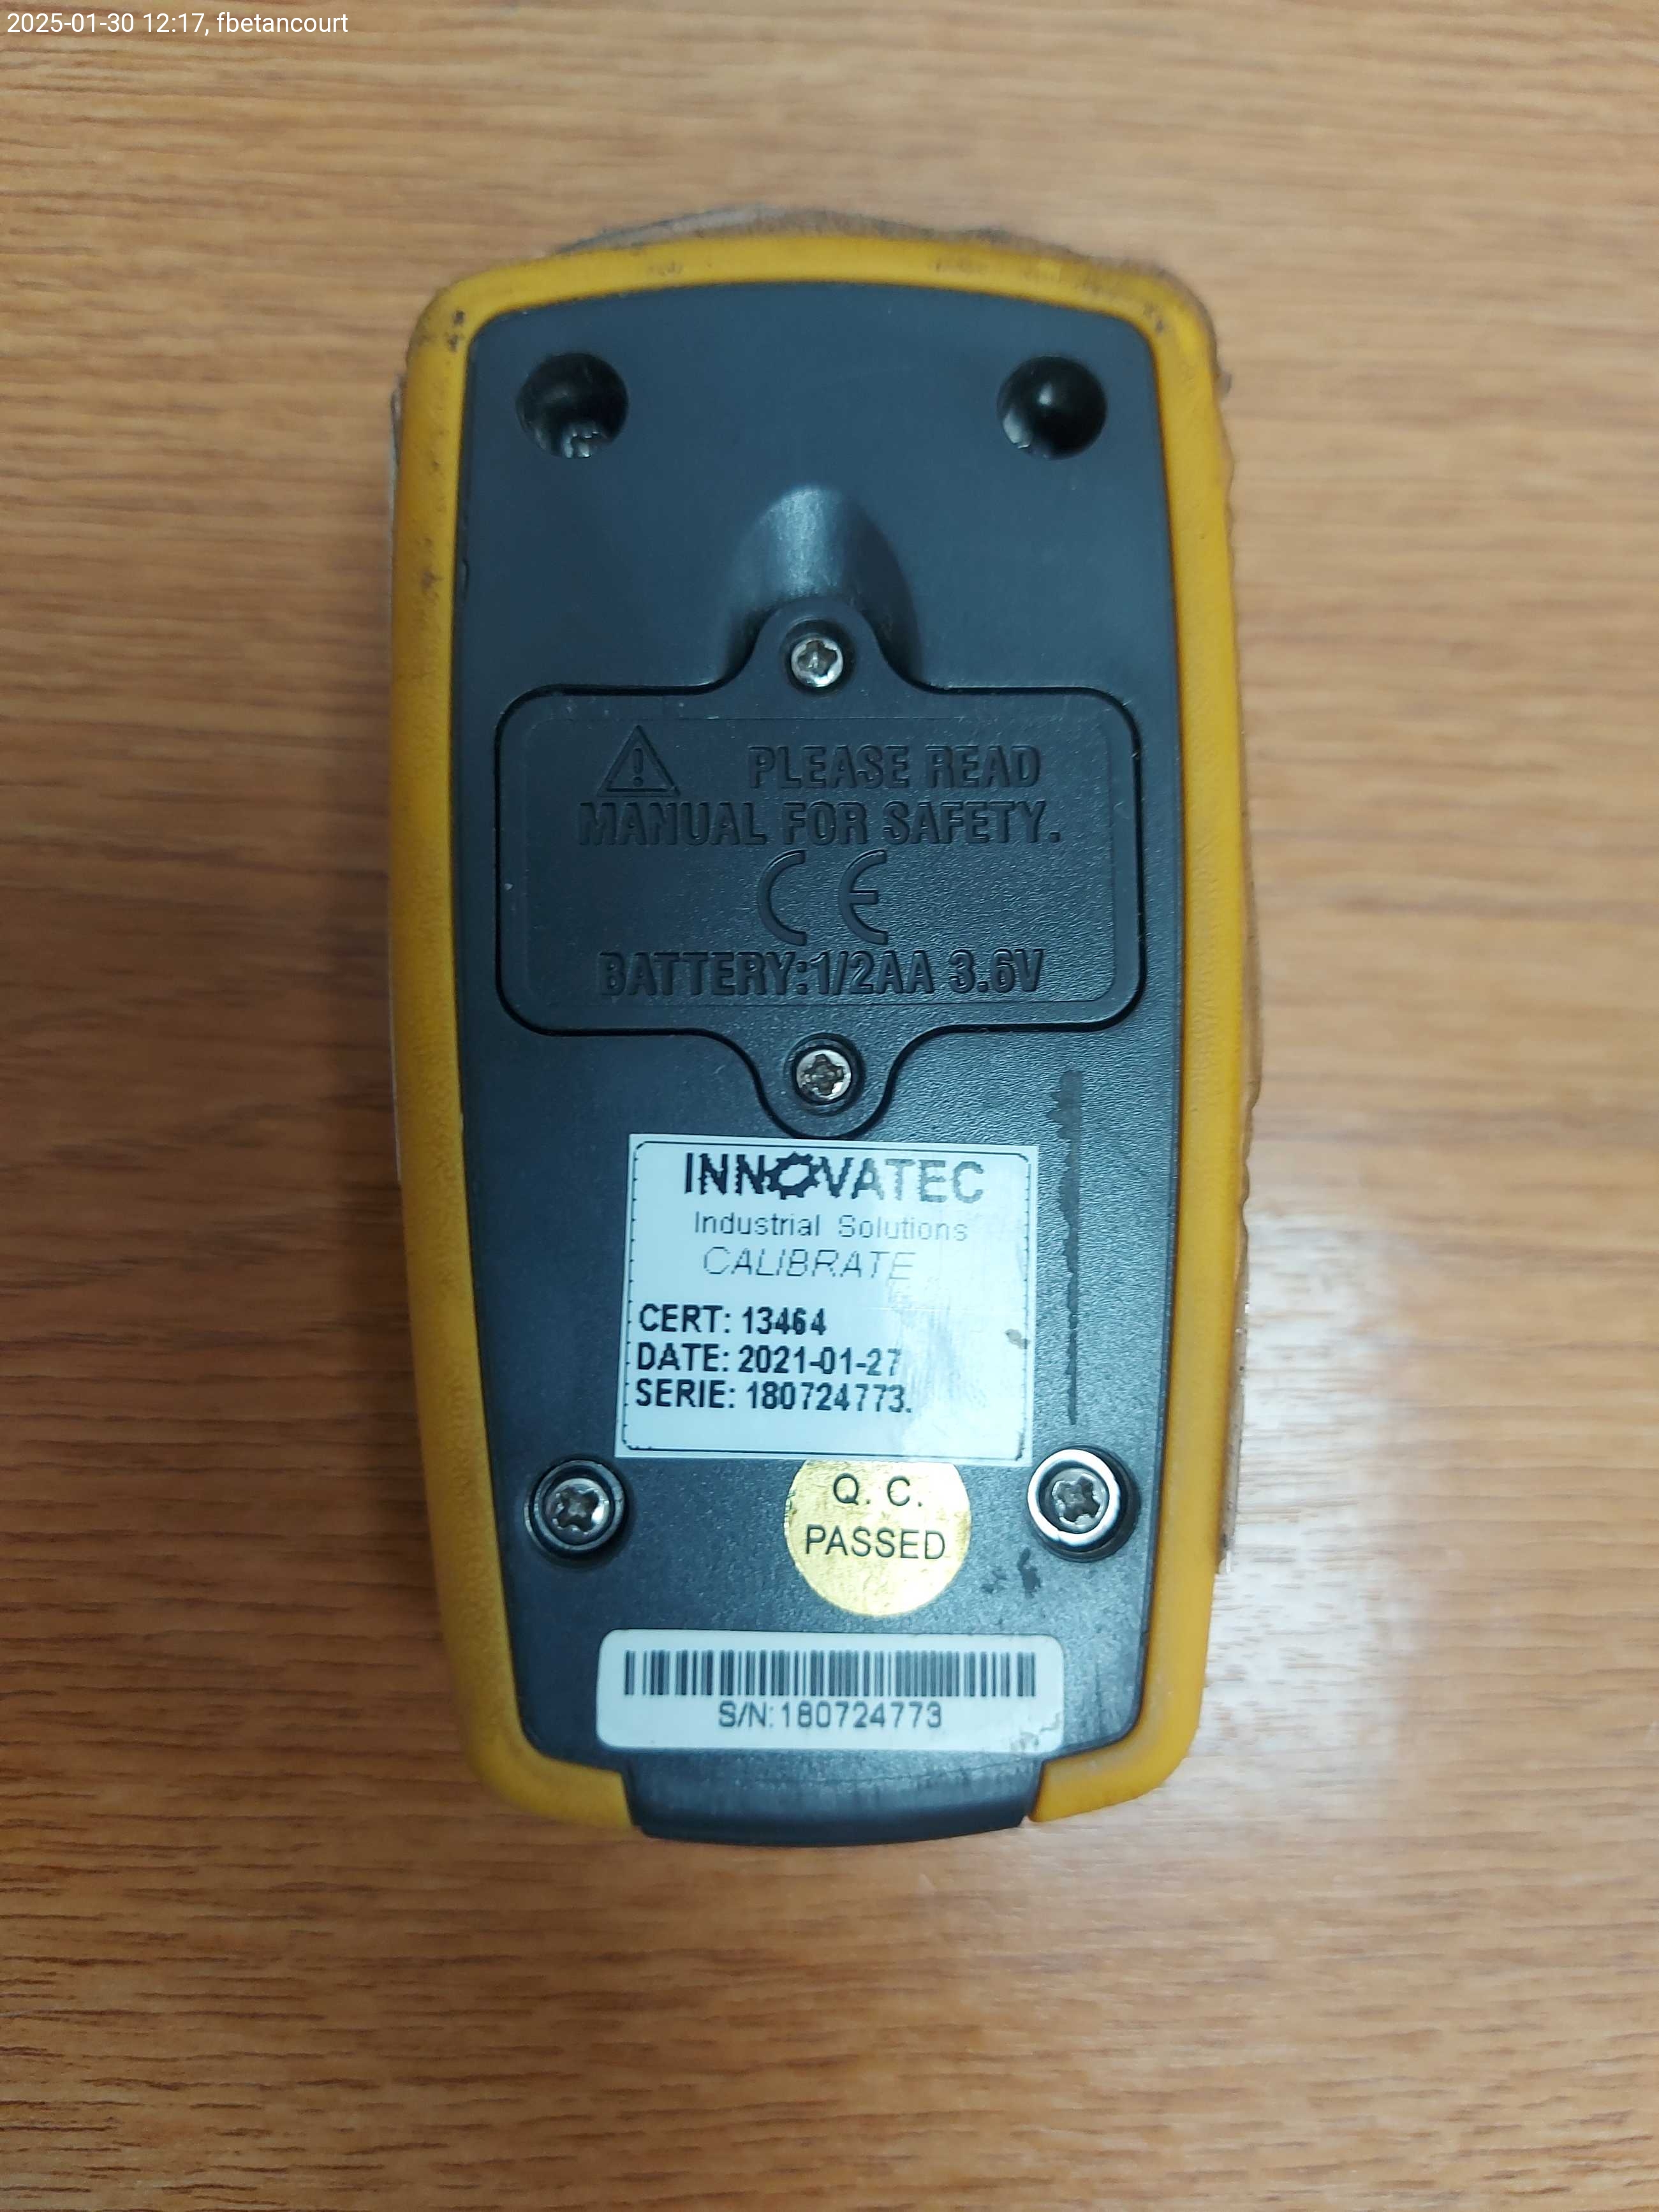 2025-01-30 12:17, fbetancourt
PLEASE READ
MANUAL FOR SAFETY.
CE
BATTERY:1/2AA 3.6V
INNOVATEC
Industrial Solutions
CALIBRATE
CERT: 13464
DATE: 2021-01-27
SERIE: 180724773.
Q. C.
PASSED
S/N:180724773